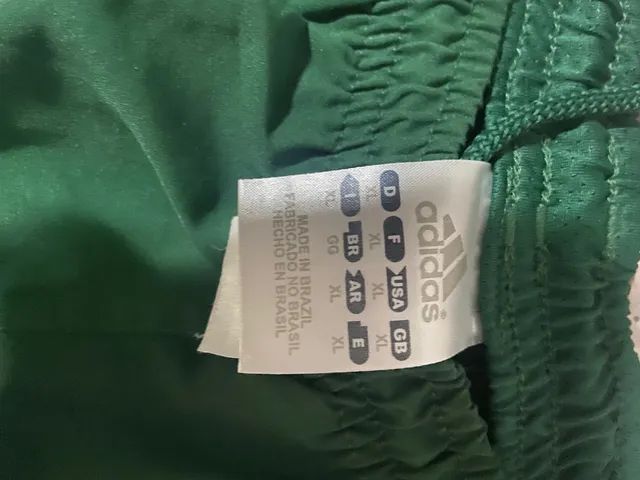 adidas®
D F USA GB
XL XL XL XL
I BR AR E
XL GG XL XL
MADE IN BRAZIL
FABRICADO NO BRASIL
HECHO EN BRASIL